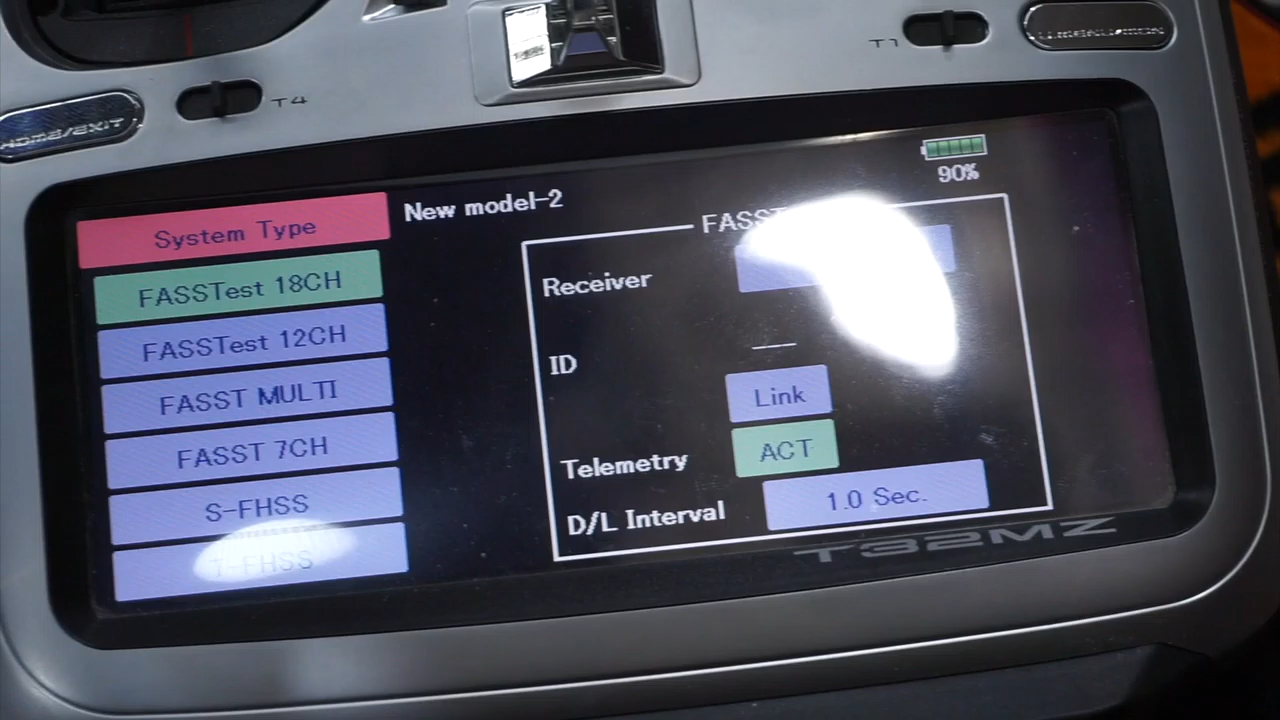 T1
T4
HOME/EXIT
90%
New model-2
System Type
FASSTest 18CH
FASSTest 12CH
FASST MULTI
FASST 7CH
S-FHSS
T-FHSS
Receiver
ID
---
Link
Telemetry
ACT
D/L Interval
1.0 Sec.
T32MZ